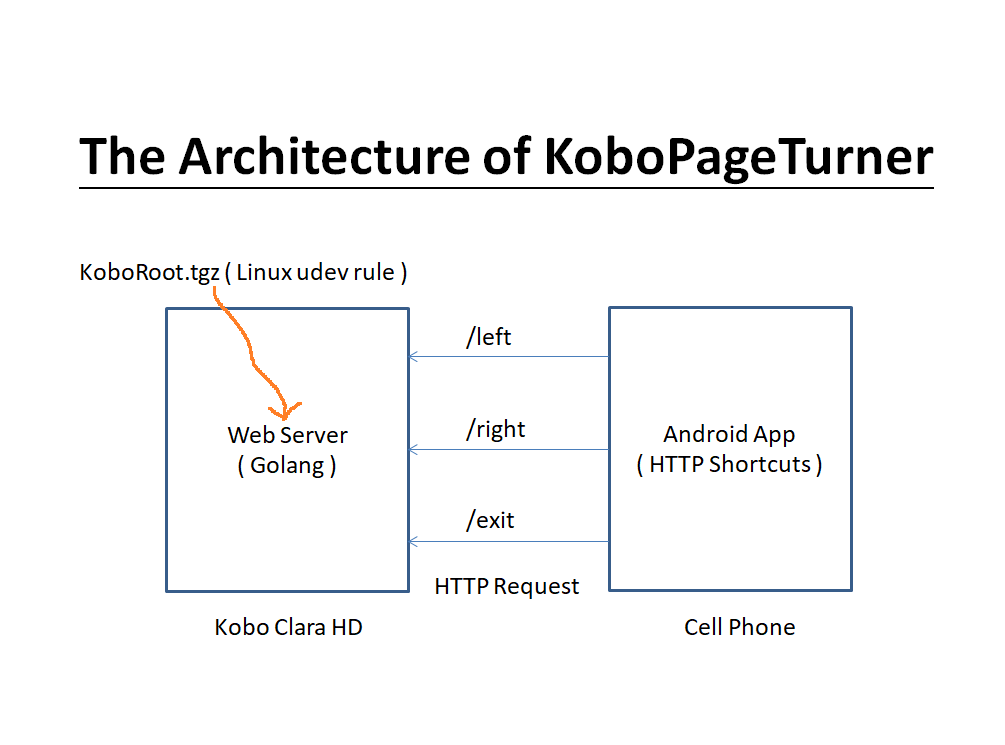 The Architecture of KoboPageTurner
KoboRoot.tgz ( Linux udev rule )
/left
/right
Web Server
( Golang )
Android App
( HTTP Shortcuts )
/exit
HTTP Request
Kobo Clara HD
Cell Phone